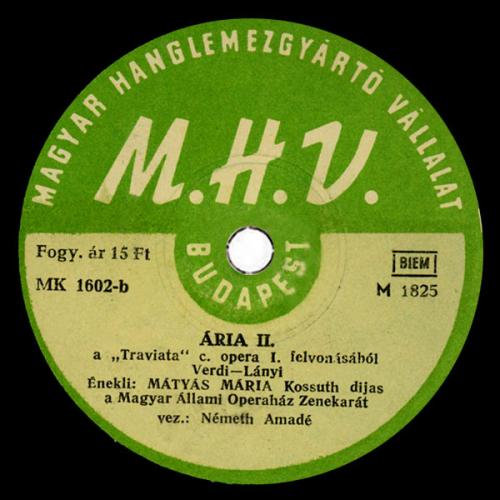 MAGYAR HANGLEMEZGYÁRTÓ VÁLLALAT
M.H.V.
BUDAPEST
Fogy. ár 15 Ft
BIEM
MK 1602-b
M 1825
ÁRIA II.
a „Traviata" c. opera I. felvonásából
Verdi—Lányi
Énekli: MÁTYÁS MÁRIA Kossuth dijas
a Magyar Állami Operaház Zenekarát
vez.: Németh Amadé